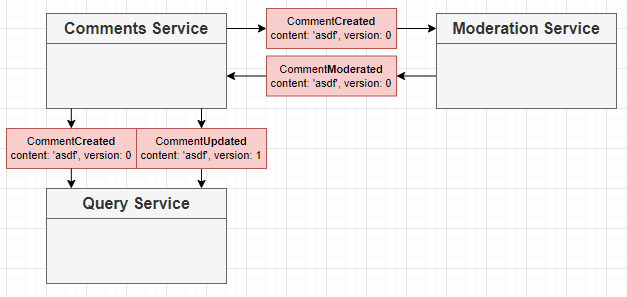 Comments Service
CommentCreated
content: 'asdf', version: 0
Moderation Service
CommentModerated
content: 'asdf', version: 0
CommentCreated
content: 'asdf', version: 0
CommentUpdated
content: 'asdf', version: 1
Query Service